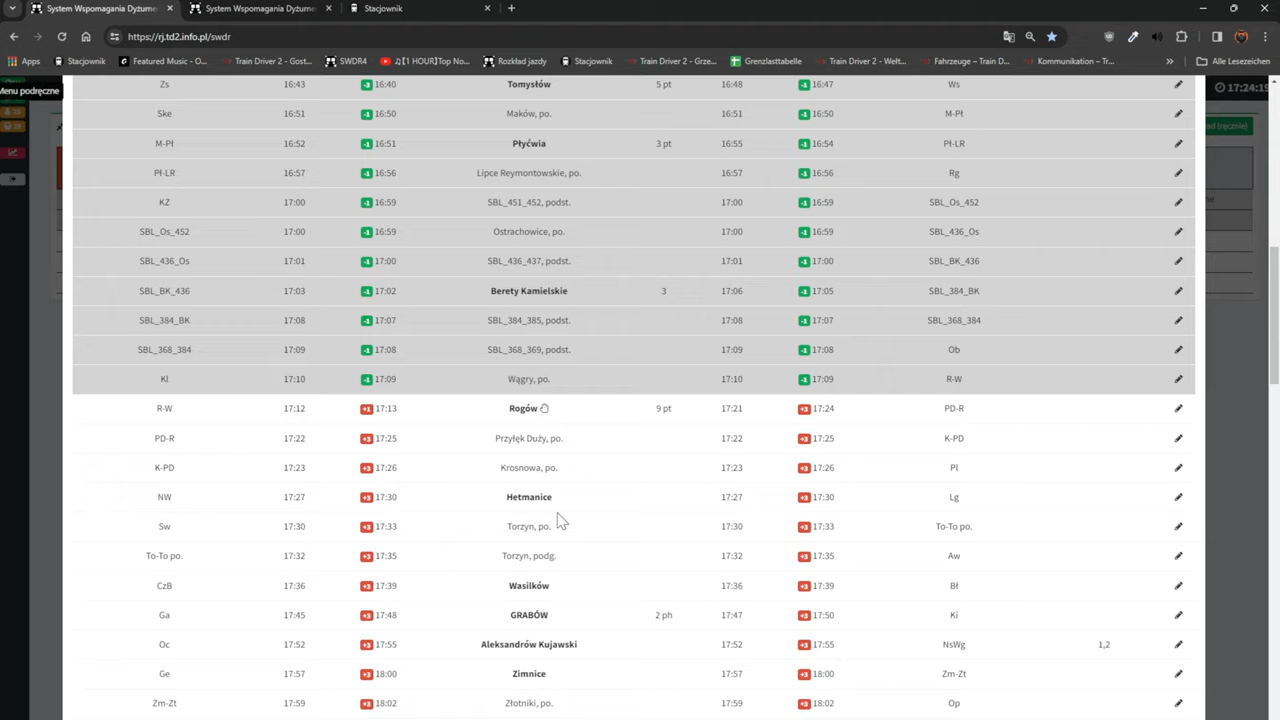 System Wspomagania Dyżurne
System Wspomagania Dyżurne
Stacjownik
https://rj.td2.info.pl/swdr
Apps
Stacjownik
Featured Music - O...
Train Driver 2 - Gost...
SWDR4
♫[1 HOUR]Top No...
Rozkład jazdy
Stacjownik
Train Driver 2 - Grze...
Grenzlasttabelle
Train Driver 2 - Welt...
Fahrzeuge – Train D...
Kommunikation – Tr...
»
Alle Lesezeichen
Menu podręczne
17:24:19
ład (ręcznie)
Zs 16:43 -3 16:40 Tomysłów 5 pt 16:48 -1 16:47 Ws
Ske 16:51 -1 16:50 Maków, po. 16:51 -1 16:50 M-Pł
M-Pł 16:52 -1 16:51 Płyćwia 3 pt 16:55 -1 16:54 Pł-LR
Pł-LR 16:57 -1 16:56 Lipce Reymontowskie, po. 16:57 -1 16:56 Rg
KZ 17:00 -1 16:59 SBL_451_452, podst. 17:00 -1 16:59 SBL_Os_452
SBL_Os_452 17:00 -1 16:59 Ostrachowice, po. 17:00 -1 16:59 SBL_436_Os
SBL_436_Os 17:01 -1 17:00 SBL_436_437, podst. 17:01 -1 17:00 SBL_BK_436
SBL_BK_436 17:03 -1 17:02 Berety Kamielskie 3 17:06 -1 17:05 SBL_384_BK
SBL_384_BK 17:08 -1 17:07 SBL_384_385, podst. 17:08 -1 17:07 SBL_368_384
SBL_368_384 17:09 -1 17:08 SBL_368_369, podst. 17:09 -1 17:08 Ob
Kl 17:10 -1 17:09 Wągry, po. 17:10 -1 17:09 R-W
R-W 17:12 +1 17:13 Rogów 9 pt 17:21 +3 17:24 PD-R
PD-R 17:22 +3 17:25 Przyłęk Duży, po. 17:22 +3 17:25 K-PD
K-PD 17:23 +3 17:26 Krosnowa, po. 17:23 +3 17:26 Pl
NW 17:27 +3 17:30 Hetmanice 17:27 +3 17:30 Lg
Sw 17:30 +3 17:33 Torzyn, po. 17:30 +3 17:33 To-To po.
To-To po. 17:32 +3 17:35 Torzyn, podg. 17:32 +3 17:35 Aw
CzB 17:36 +3 17:39 Wasilków 17:36 +3 17:39 Bł
Ga 17:45 +3 17:48 GRABÓW 2 ph 17:47 +3 17:50 Ki
Oc 17:52 +3 17:55 Aleksandrów Kujawski 17:52 +3 17:55 NsWg 1,2
Ge 17:57 +3 18:00 Zimnice 17:57 +3 18:00 Zm-Zt
Zm-Zt 17:59 +3 18:02 Złotniki, po. 17:59 +3 18:02 Op